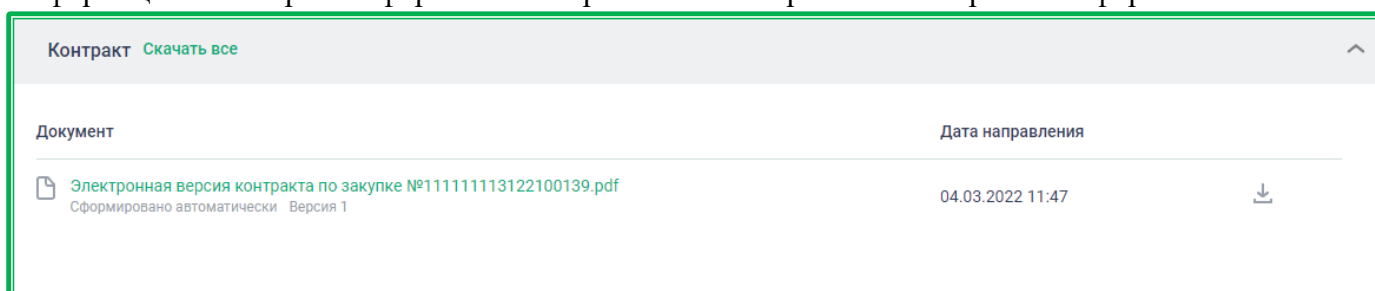 Контракт Скачать все
Документ Дата направления
Электронная версия контракта по закупке №111111113122100139.pdf 04.03.2022 11:47
Сформировано автоматически Версия 1